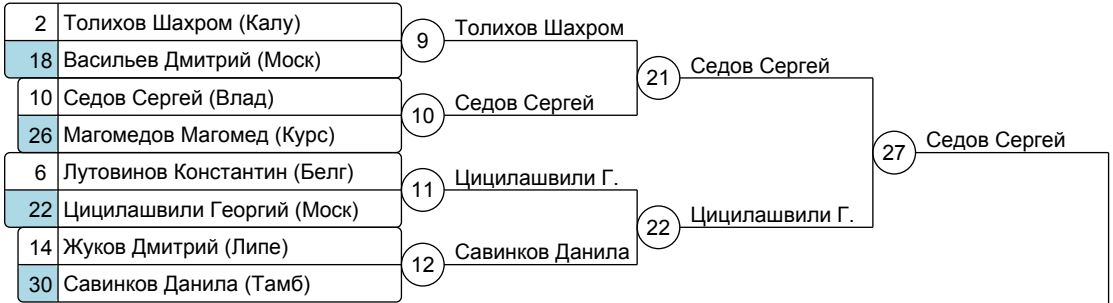 2 Толихов Шахром (Калу)
18 Васильев Дмитрий (Моск)
10 Седов Сергей (Влад)
26 Магомедов Магомед (Курс)
6 Лутовинов Константин (Белг)
22 Цицилашвили Георгий (Моск)
14 Жуков Дмитрий (Липе)
30 Савинков Данила (Тамб)
9 Толихов Шахром
10 Седов Сергей
11 Цицилашвили Г.
12 Савинков Данила
21 Седов Сергей
22 Цицилашвили Г.
27 Седов Сергей